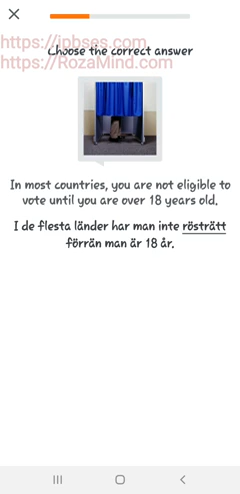 https://jpbses.com
Choose the correct answer
https://RozaMind.com
In most countries, you are not eligible to
vote until you are over 18 years old.
I de flesta länder har man inte rösträtt
förrän man är 18 år.